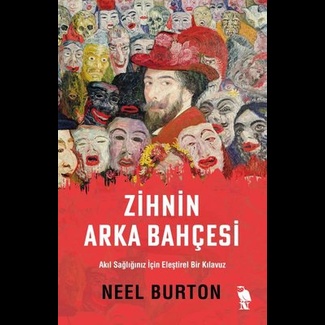 ZİHNİN
ARKA BAHÇESİ
Akıl Sağlığınız İçin Eleştirel Bir Kılavuz
NEEL BURTON